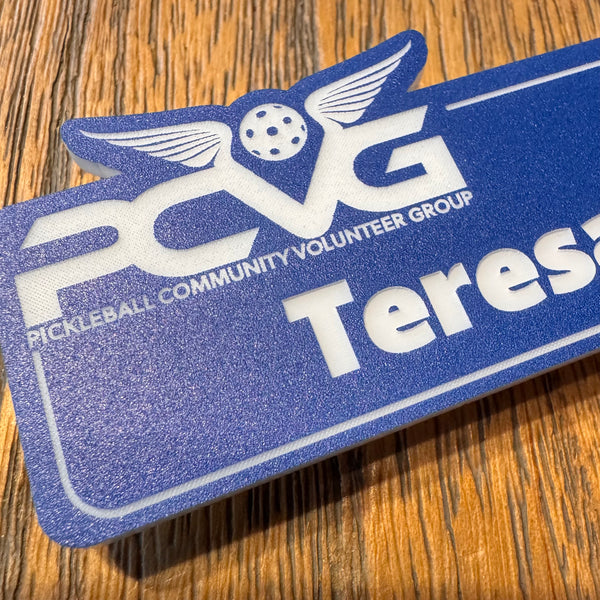 PCVG
PICKLEBALL COMMUNITY VOLUNTEER GROUP
Teresa